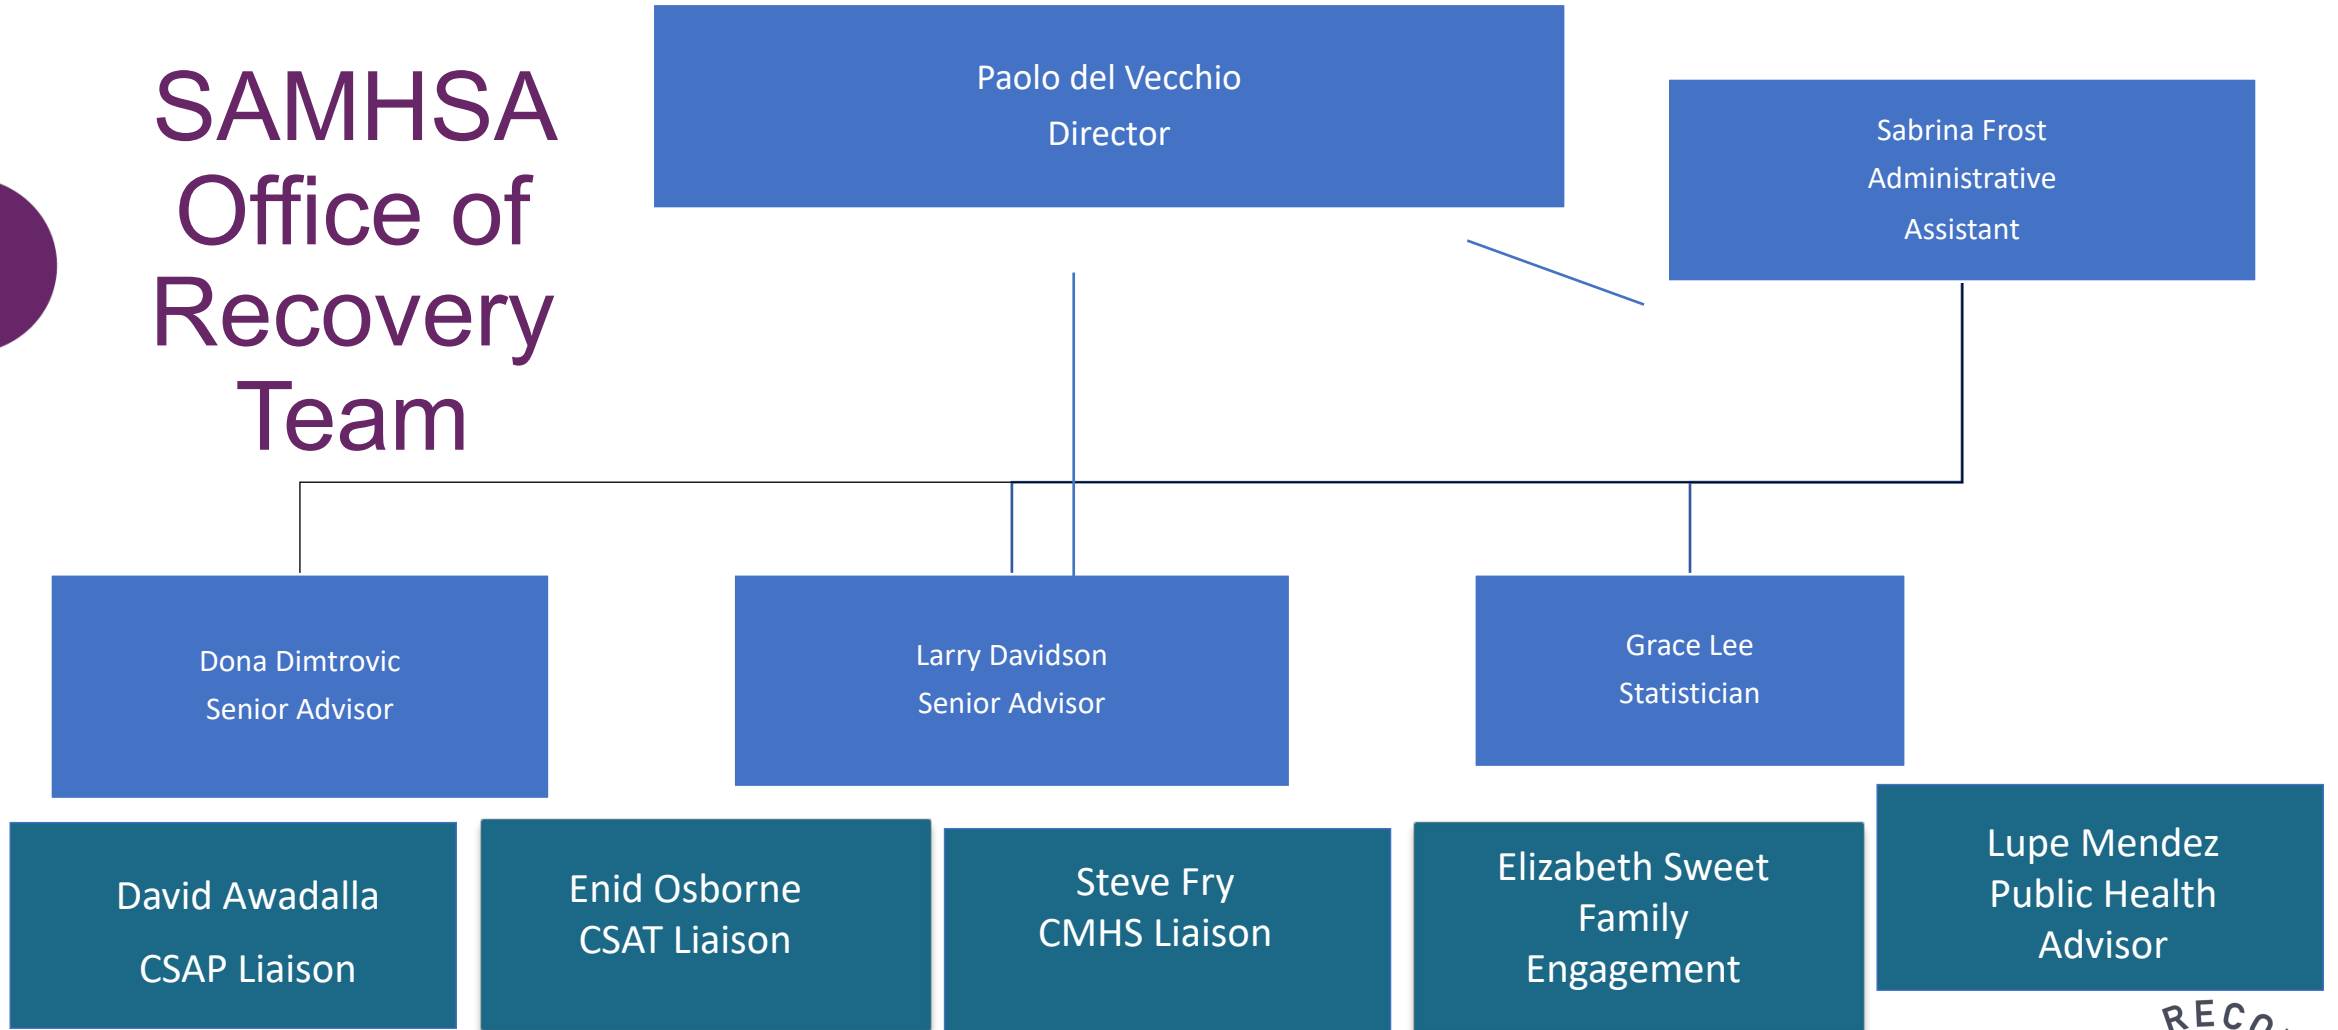 SAMHSA
Office of
Recovery
Team
Paolo del Vecchio
Director
Sabrina Frost
Administrative
Assistant
Dona Dimtrovic
Senior Advisor
Larry Davidson
Senior Advisor
Grace Lee
Statistician
David Awadalla
CSAP Liaison
Enid Osborne
CSAT Liaison
Steve Fry
CMHS Liaison
Elizabeth Sweet
Family
Engagement
Lupe Mendez
Public Health
Advisor